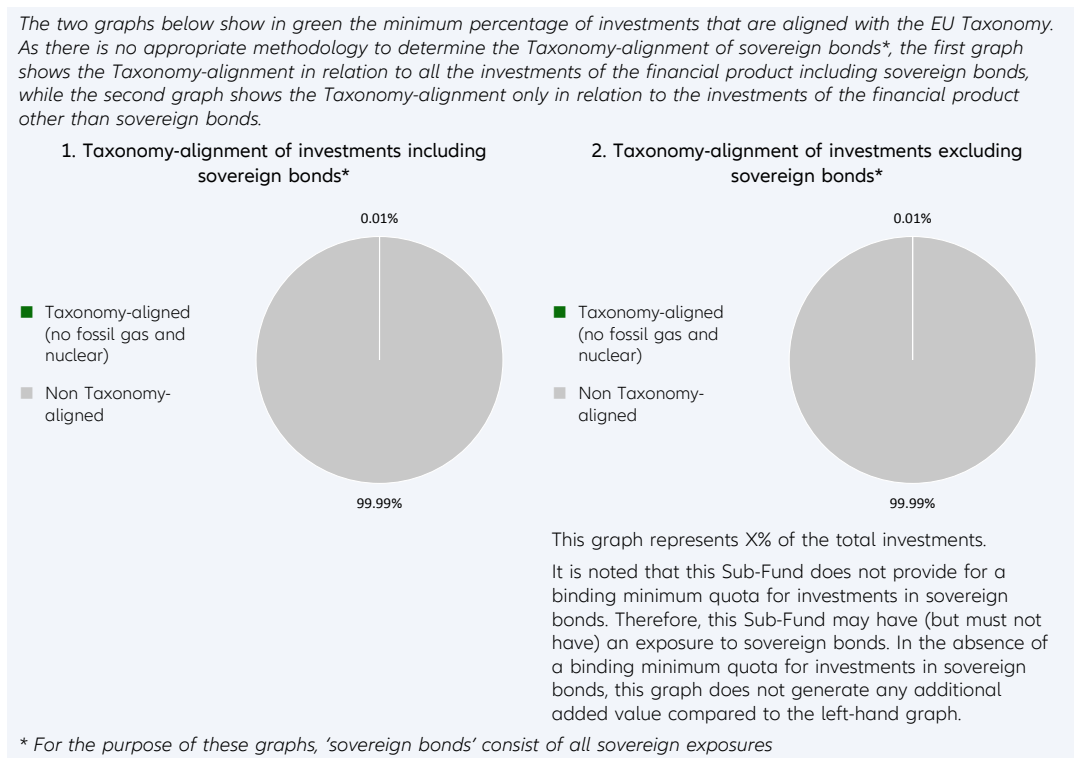 The two graphs below show in green the minimum percentage of investments that are aligned with the EU Taxonomy.
As there is no appropriate methodology to determine the Taxonomy-alignment of sovereign bonds*, the first graph
shows the Taxonomy-alignment in relation to all the investments of the financial product including sovereign bonds,
while the second graph shows the Taxonomy-alignment only in relation to the investments of the financial product
other than sovereign bonds.
1. Taxonomy-alignment of investments including
sovereign bonds*
0.01%
Taxonomy-aligned
(no fossil gas and
nuclear)
Non Taxonomy-
aligned
99.99%
2. Taxonomy-alignment of investments excluding
sovereign bonds*
0.01%
Taxonomy-aligned
(no fossil gas and
nuclear)
Non Taxonomy-
aligned
99.99%
This graph represents X% of the total investments.
It is noted that this Sub-Fund does not provide for a
binding minimum quota for investments in sovereign
bonds. Therefore, this Sub-Fund may have (but must not
have) an exposure to sovereign bonds. In the absence of
a binding minimum quota for investments in sovereign
bonds, this graph does not generate any additional
added value compared to the left-hand graph.
* For the purpose of these graphs, ‘sovereign bonds’ consist of all sovereign exposures